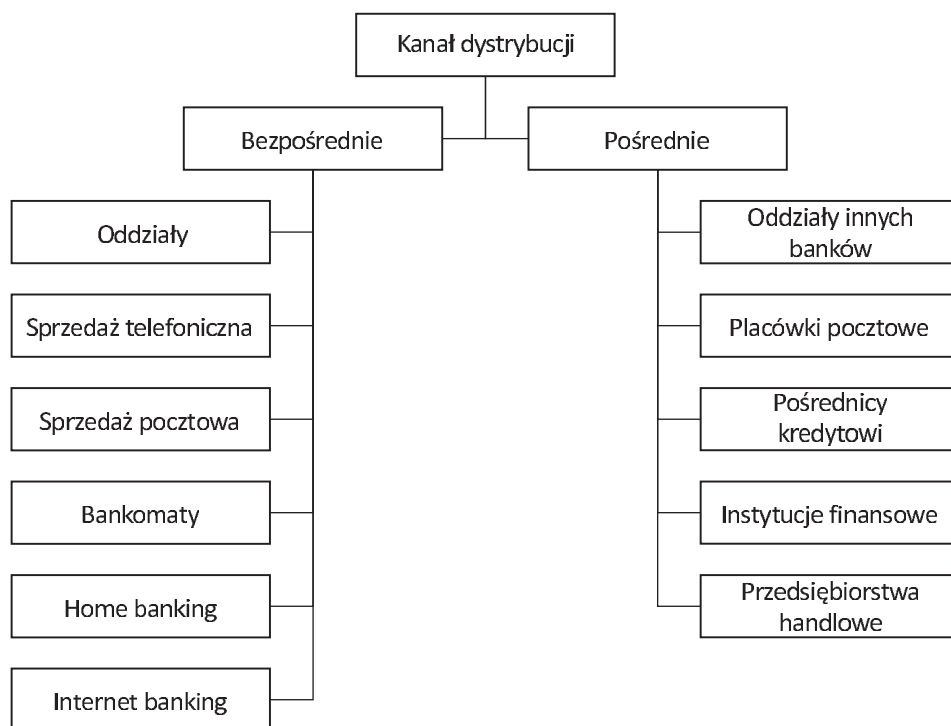 Kanał dystrybucji
Bezpośrednie
Pośrednie
Oddziały
Sprzedaż telefoniczna
Sprzedaż pocztowa
Bankomaty
Home banking
Internet banking
Oddziały innych
banków
Placówki pocztowe
Pośrednicy
kredytowi
Instytucje finansowe
Przedsiębiorstwa
handlowe